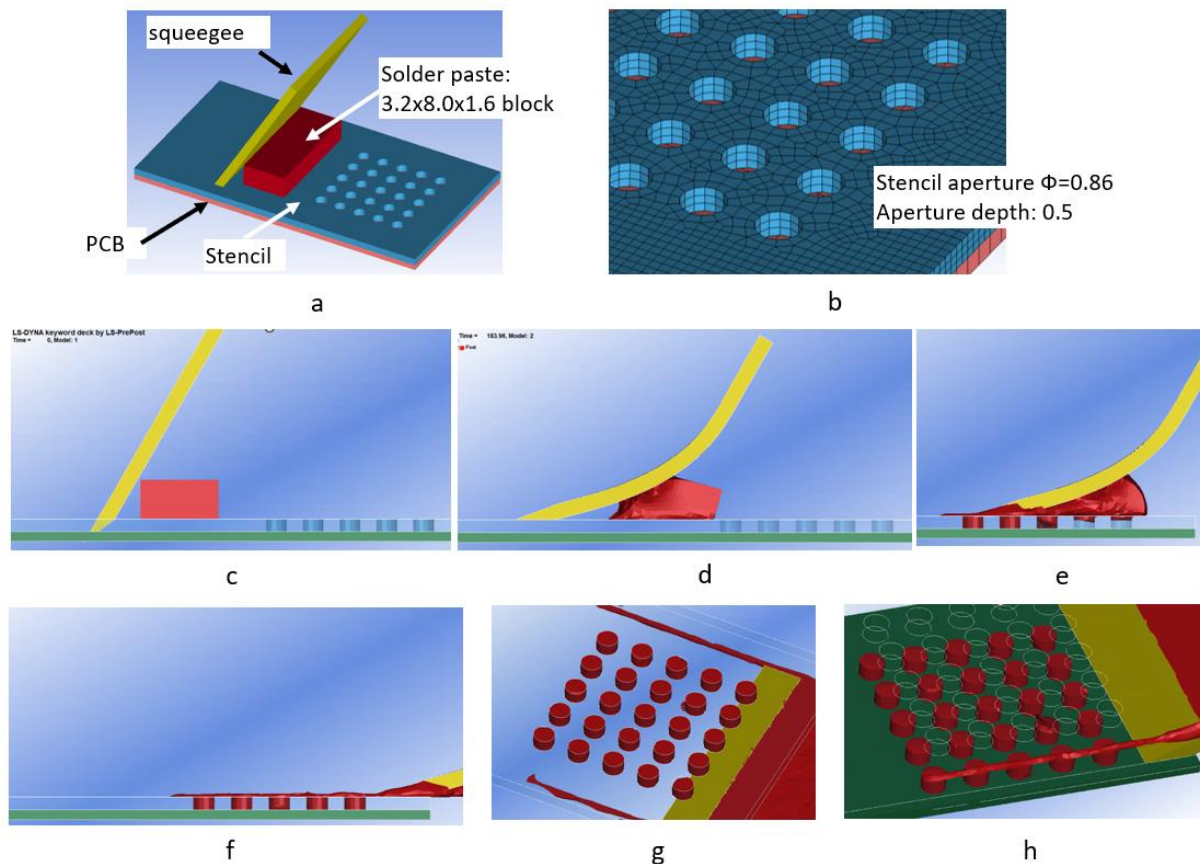 squeegee
Solder paste:
3.2x8.0x1.6 block
PCB
Stencil
a
Stencil aperture Φ=0.86
Aperture depth: 0.5
b
LS-DYNA keyword deck by LS-PrePost
Time = 0, Model: 1
c
Time = 183.96, Model: 2
d
e
f
g
h